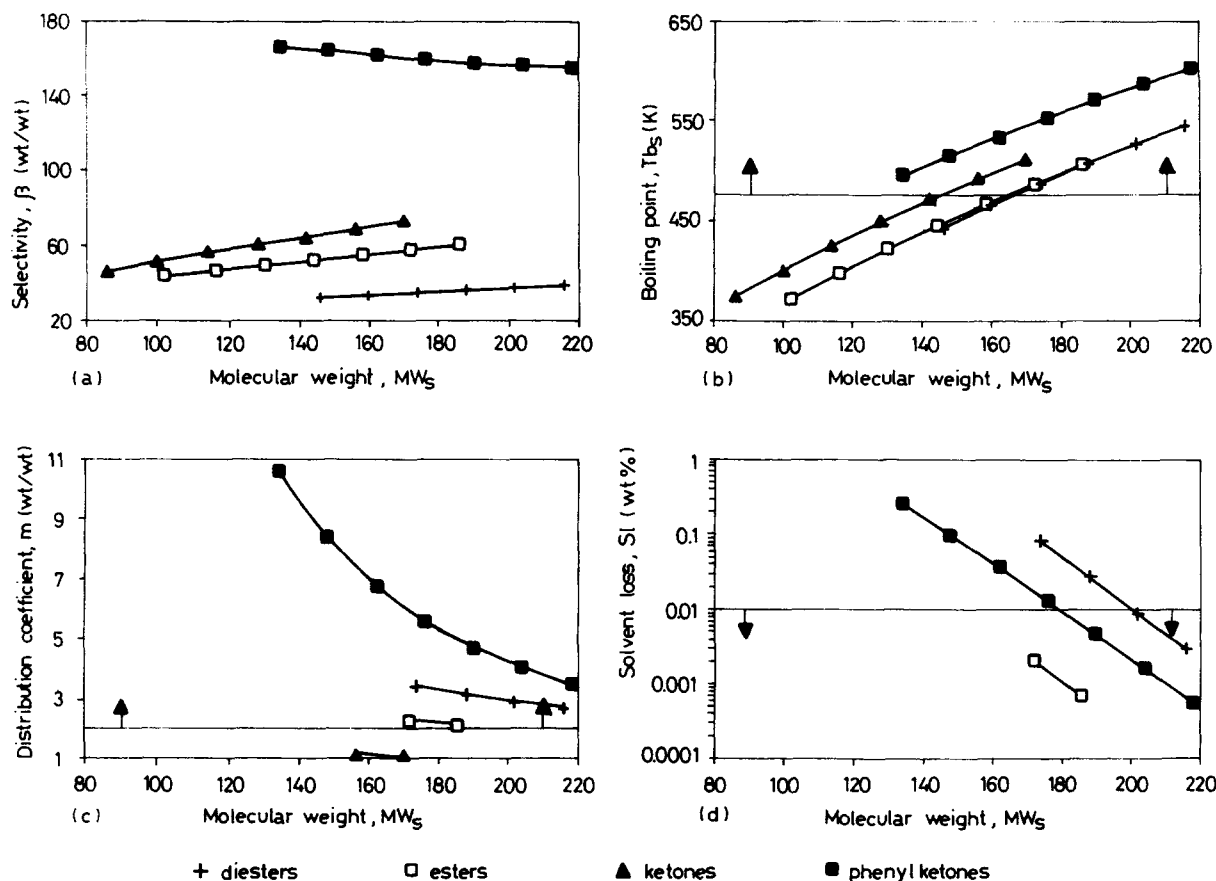 180
140
100
60
20
Selectivity, β (wt/wt)
80 100 120 140 160 180 200 220
(a) Molecular weight, MWS
650
550
450
350
Boiling point, TbS (K)
80 100 120 140 160 180 200 220
(b) Molecular weight, MWS
11
9
7
5
3
1
Distribution coefficient, m (wt/wt)
80 100 120 140 160 180 200 220
(c) Molecular weight, MWS
1
0.1
0.01
0.001
0.0001
Solvent loss, Sl (wt%)
80 100 120 140 160 180 200 220
(d) Molecular weight, MWS
+ diesters □ esters ▲ ketones ■ phenyl ketones